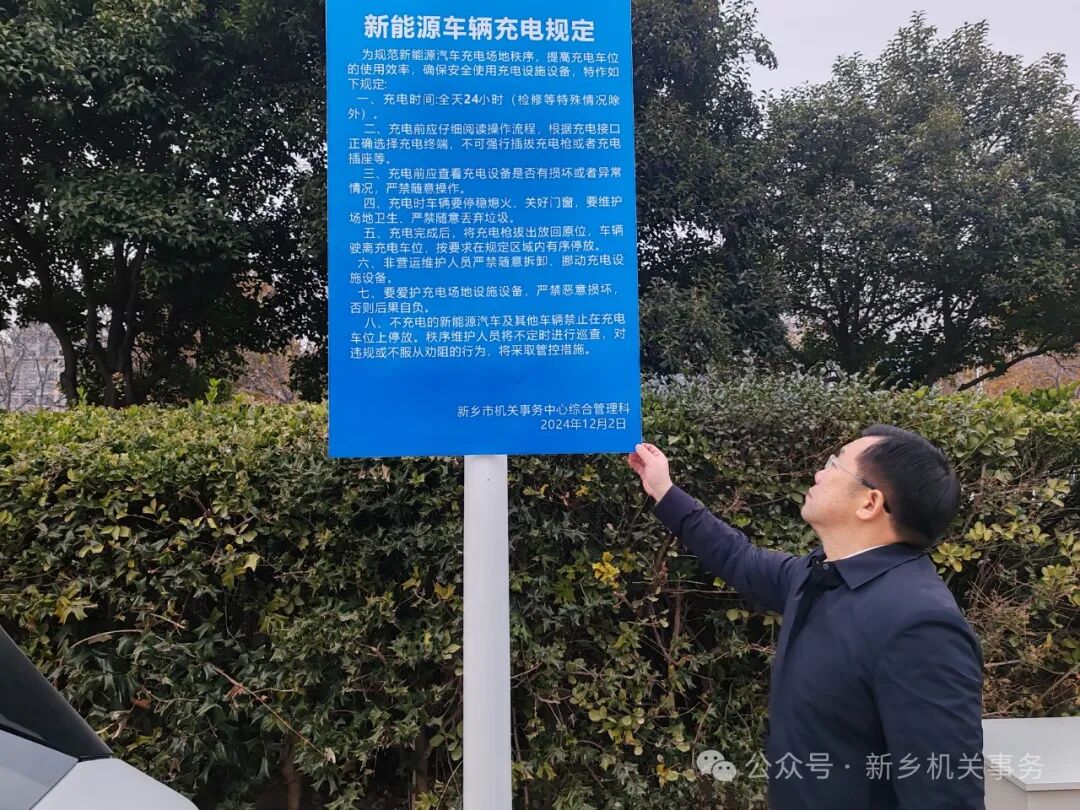 新能源车辆充电规定
为规范新能源汽车充电场地秩序，提高充电车位
的使用效率，确保安全使用充电设施设备，特作如
下规定:
一、充电时间:全天24小时（检修等特殊情况除
外）。
二、充电前应仔细阅读操作流程，根据充电接口
正确选择充电终端，不可强行插拔充电枪或者充电
插座等。
三、充电前应查看充电设备是否有损坏或者异常
情况，严禁随意操作。
四、充电时车辆要停稳熄火、关好门窗，要维护
场地卫生、严禁随意丢弃垃圾。
五、充电完成后，将充电枪拔出放回原位，车辆
驶离充电车位，按要求在规定区域内有序停放。
六、非营运维护人员严禁随意拆卸、挪动充电设
施设备。
七、要爱护充电场地设施设备，严禁恶意损坏，
否则后果自负。
八、不充电的新能源汽车及其他车辆禁止在充电
车位上停放。秩序维护人员将不定时进行巡查，对
违规或不服从劝阻的行为，将采取管控措施。
新乡市机关事务中心综合管理科
2024年12月2日
公众号·新乡机关事务